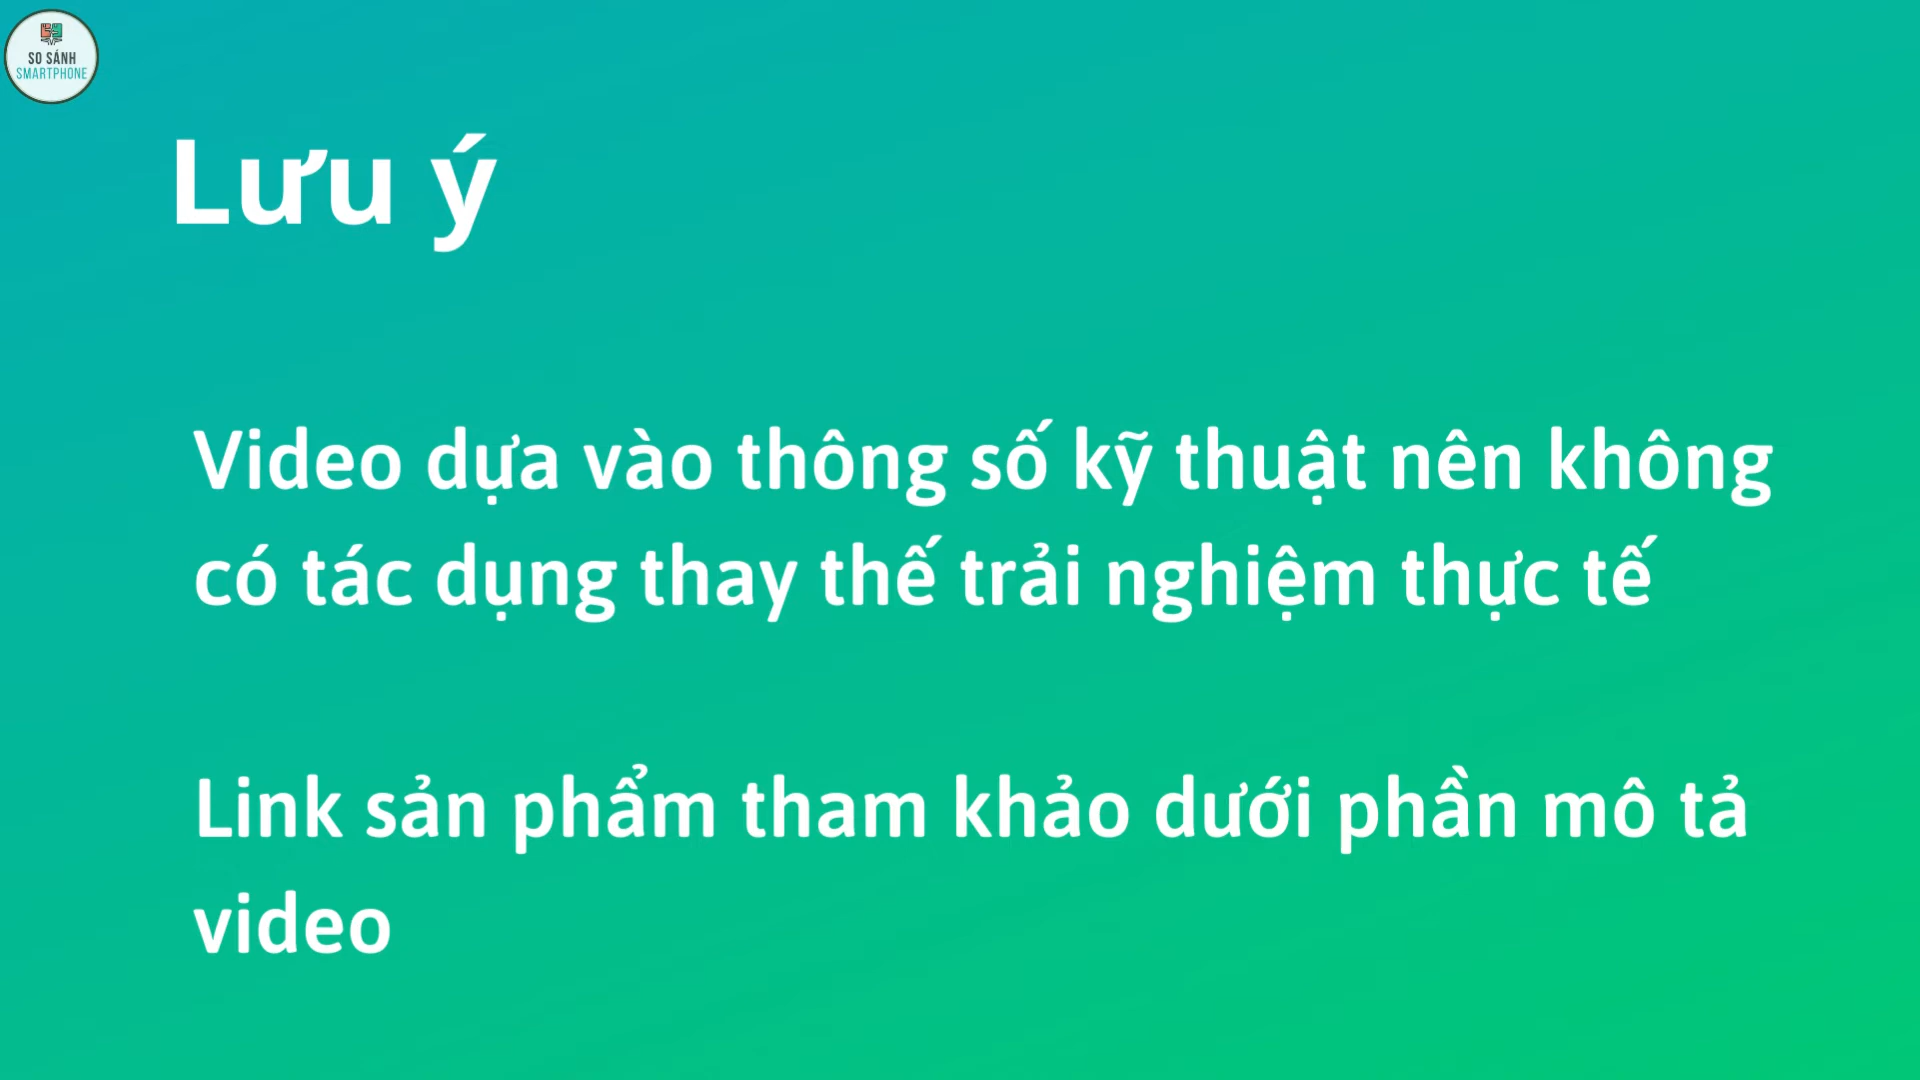 SO SÁNH
SMARTPHONE
Lưu ý
Video dựa vào thông số kỹ thuật nên không
có tác dụng thay thế trải nghiệm thực tế
Link sản phẩm tham khảo dưới phần mô tả
video